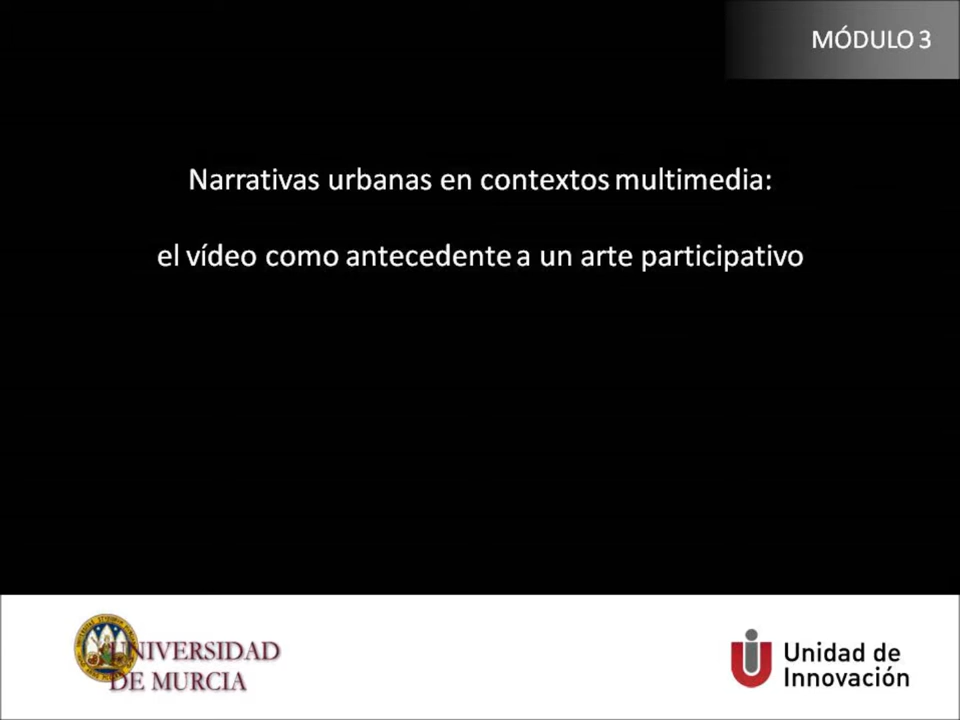 MÓDULO 3
Narrativas urbanas en contextos multimedia:
el vídeo como antecedente a un arte participativo
UNIVERSIDAD
DE MURCIA
Unidad de
Innovación